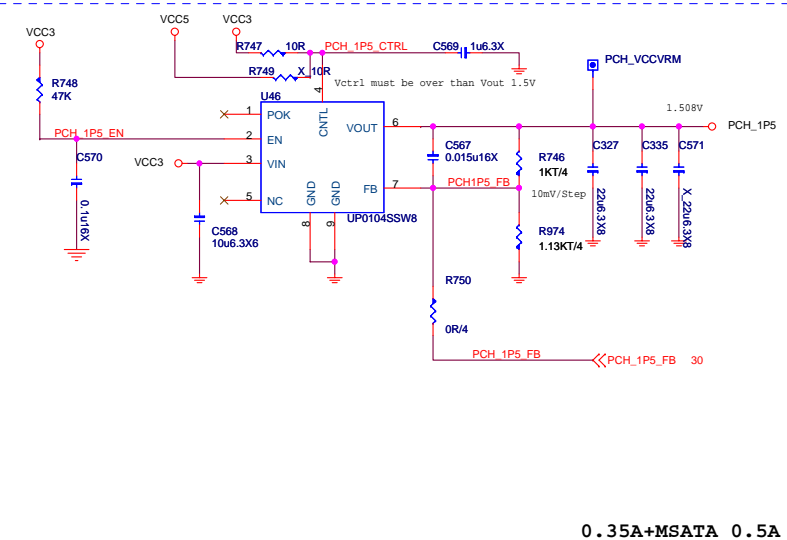 VCC5
VCC3
VCC3
R747
10R
PCH_1P5_CTRL
C569
1u6.3X
R749
X_10R
Vctrl must be over than Vout 1.5V
PCH_VCCVRM
R748
47K
U46
4
1
POK
CNTL
VOUT
6
1.508V
PCH_1P5
PCH_1P5_EN
2
EN
C570
VCC3
3
VIN
C567
0.015u16X
R746
1KT/4
C327
C335
C571
FB
7
PCH1P5_FB
10mV/Step
5
NC
GND
GND
UP0104SSW8
0.1u16X
C568
10u6.3X6
8
9
R974
1.13KT/4
22u6.3X8
22u6.3X8
X_22u6.3X8
R750
0R/4
PCH_1P5_FB
PCH_1P5_FB
30
0.35A+MSATA 0.5A